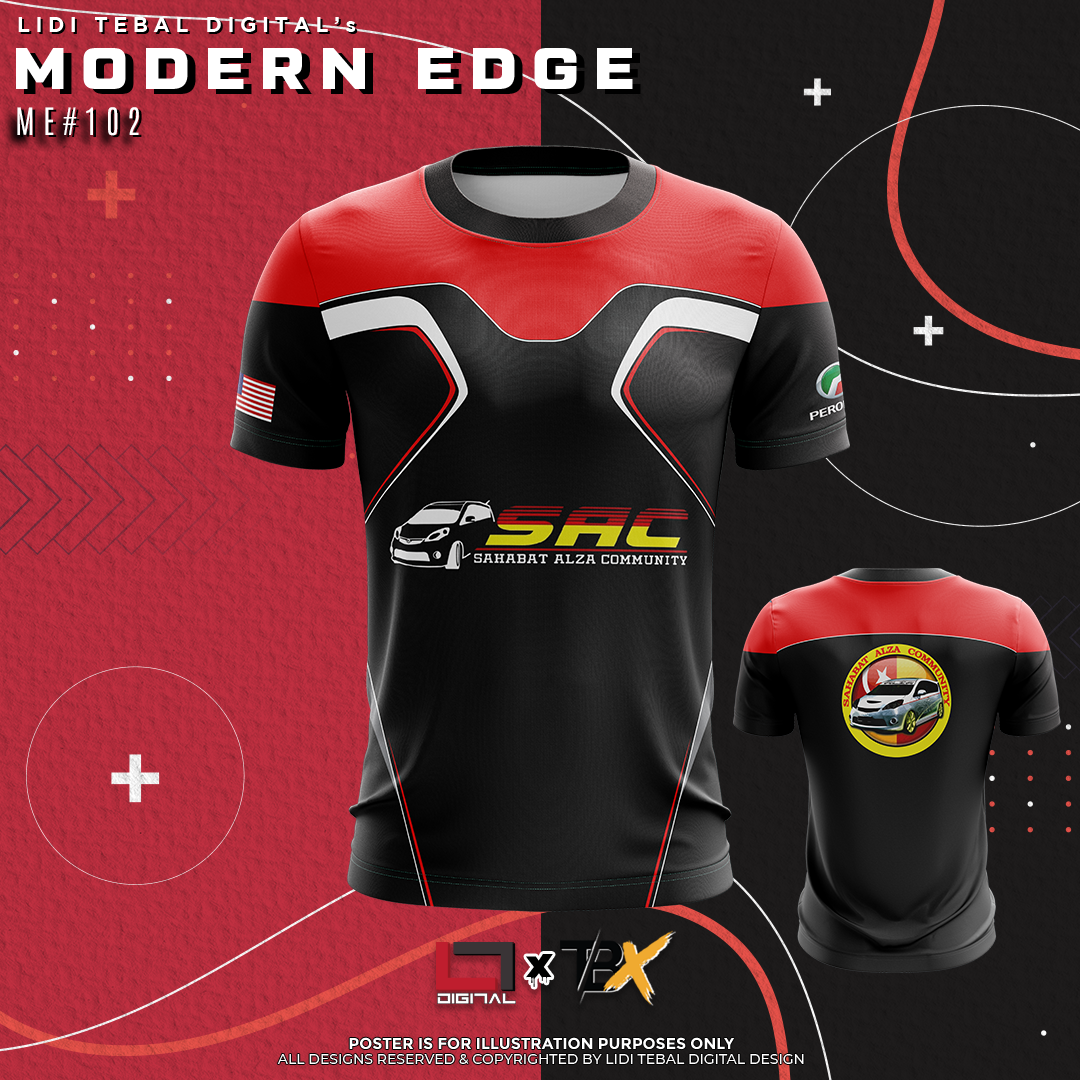 LIDI TEBAL DIGITAL's
MODERN EDGE
ME#102
SAC
SAHABAT ALZA COMMUNITY
SAHABAT ALZA COMMUNITY
DIGITAL
X
TBX
POSTER IS FOR ILLUSTRATION PURPOSES ONLY
ALL DESIGNS RESERVED & COPYRIGHTED BY LIDI TEBAL DIGITAL DESIGN